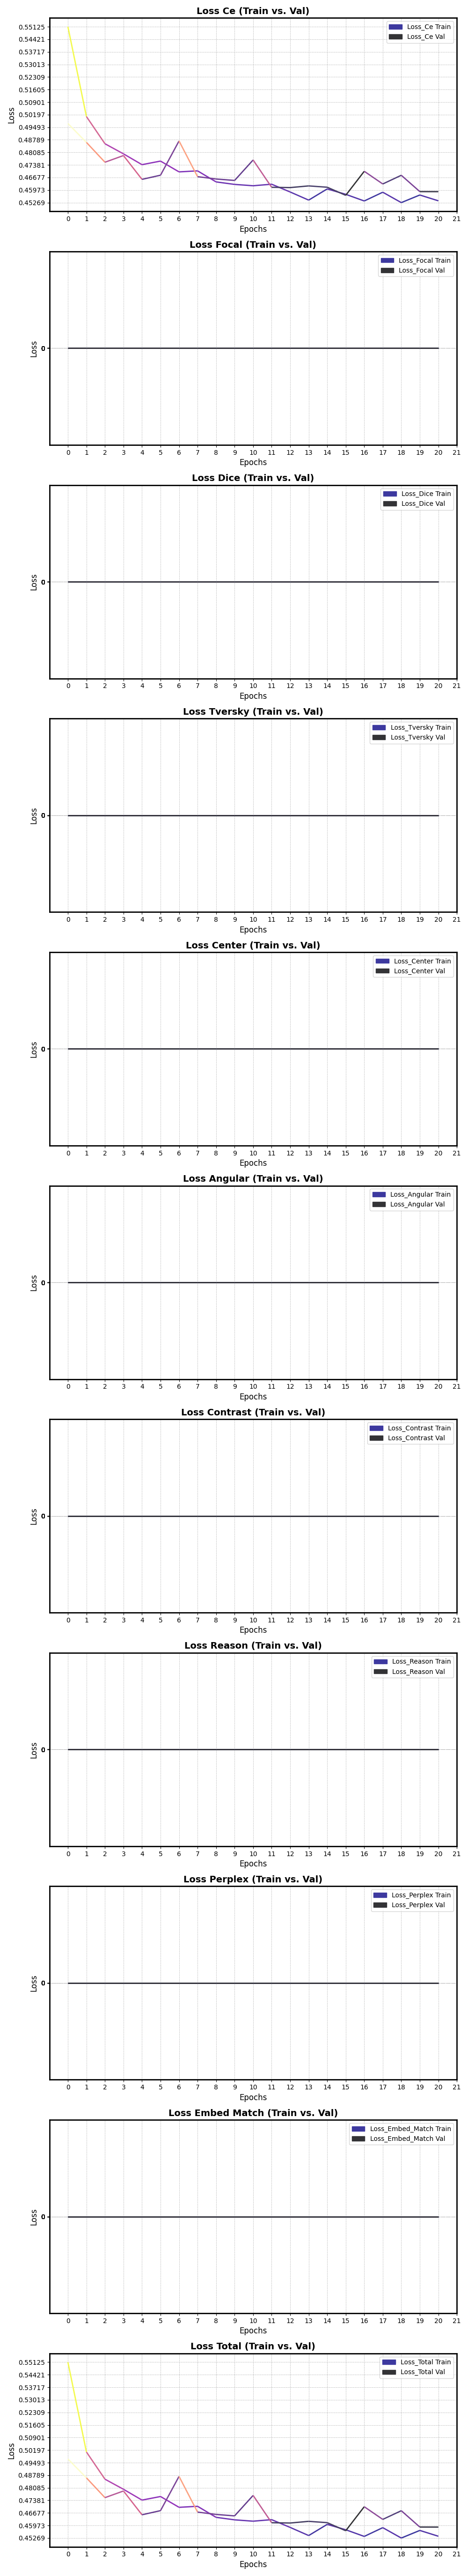 Loss Ce (Train vs. Val)
Loss_Ce Train
Loss_Ce Val
0.55125
0.54421
0.53717
0.53013
0.52309
0.51605
0.50901
0.50197
0.49493
0.48789
0.48085
0.47381
0.46677
0.45973
0.45269
Loss
0 1 2 3 4 5 6 7 8 9 10 11 12 13 14 15 16 17 18 19 20 21
Epochs
Loss Focal (Train vs. Val)
Loss_Focal Train
Loss_Focal Val
Loss
0
0 1 2 3 4 5 6 7 8 9 10 11 12 13 14 15 16 17 18 19 20 21
Epochs
Loss Dice (Train vs. Val)
Loss_Dice Train
Loss_Dice Val
Loss
0
0 1 2 3 4 5 6 7 8 9 10 11 12 13 14 15 16 17 18 19 20 21
Epochs
Loss Tversky (Train vs. Val)
Loss_Tversky Train
Loss_Tversky Val
Loss
0
0 1 2 3 4 5 6 7 8 9 10 11 12 13 14 15 16 17 18 19 20 21
Epochs
Loss Center (Train vs. Val)
Loss_Center Train
Loss_Center Val
Loss
0
0 1 2 3 4 5 6 7 8 9 10 11 12 13 14 15 16 17 18 19 20 21
Epochs
Loss Angular (Train vs. Val)
Loss_Angular Train
Loss_Angular Val
Loss
0
0 1 2 3 4 5 6 7 8 9 10 11 12 13 14 15 16 17 18 19 20 21
Epochs
Loss Contrast (Train vs. Val)
Loss_Contrast Train
Loss_Contrast Val
Loss
0
0 1 2 3 4 5 6 7 8 9 10 11 12 13 14 15 16 17 18 19 20 21
Epochs
Loss Reason (Train vs. Val)
Loss_Reason Train
Loss_Reason Val
Loss
0
0 1 2 3 4 5 6 7 8 9 10 11 12 13 14 15 16 17 18 19 20 21
Epochs
Loss Perplex (Train vs. Val)
Loss_Perplex Train
Loss_Perplex Val
Loss
0
0 1 2 3 4 5 6 7 8 9 10 11 12 13 14 15 16 17 18 19 20 21
Epochs
Loss Embed Match (Train vs. Val)
Loss_Embed_Match Train
Loss_Embed_Match Val
Loss
0
0 1 2 3 4 5 6 7 8 9 10 11 12 13 14 15 16 17 18 19 20 21
Epochs
Loss Total (Train vs. Val)
Loss_Total Train
Loss_Total Val
0.55125
0.54421
0.53717
0.53013
0.52309
0.51605
0.50901
0.50197
0.49493
0.48789
0.48085
0.47381
0.46677
0.45973
0.45269
Loss
0 1 2 3 4 5 6 7 8 9 10 11 12 13 14 15 16 17 18 19 20 21
Epochs